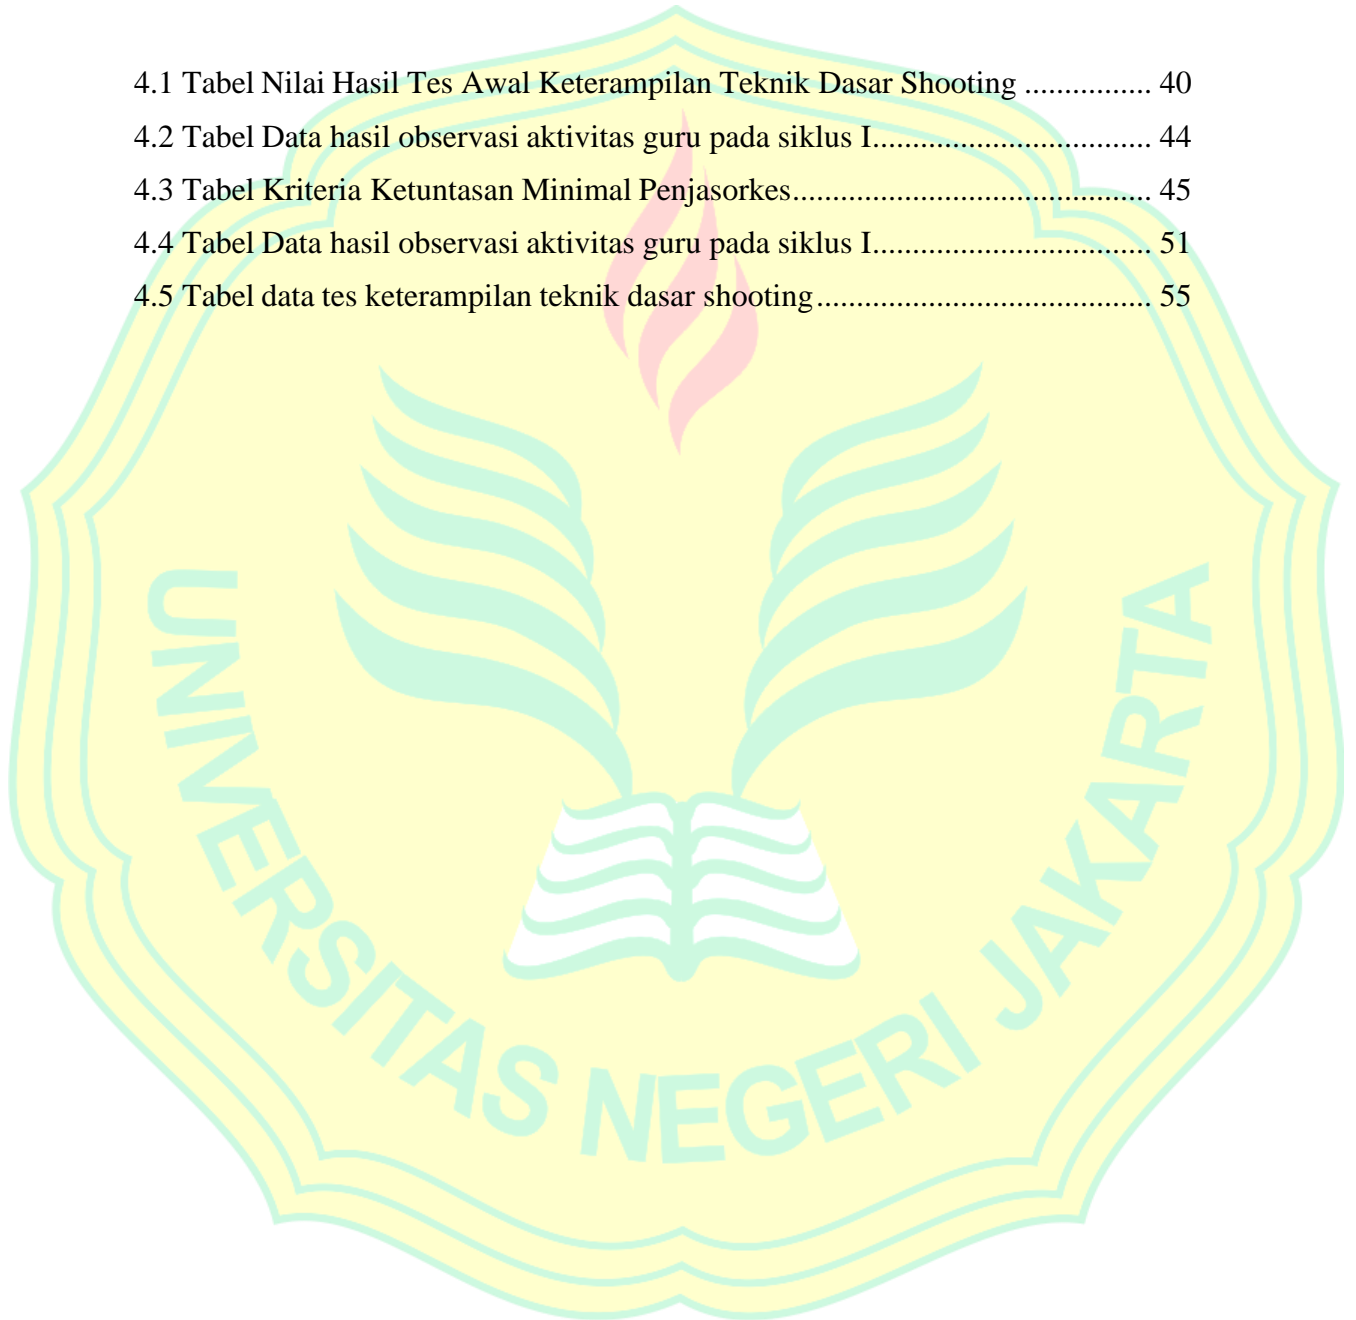 4.1 Tabel Nilai Hasil Tes Awal Keterampilan Teknik Dasar Shooting ................ 40
4.2 Tabel Data hasil observasi aktivitas guru pada siklus I................................... 44
4.3 Tabel Kriteria Ketuntasan Minimal Penjasorkes............................................. 45
4.4 Tabel Data hasil observasi aktivitas guru pada siklus I................................... 51
4.5 Tabel data tes keterampilan teknik dasar shooting.......................................... 55
UNIVERSITAS NEGERI JAKARTA